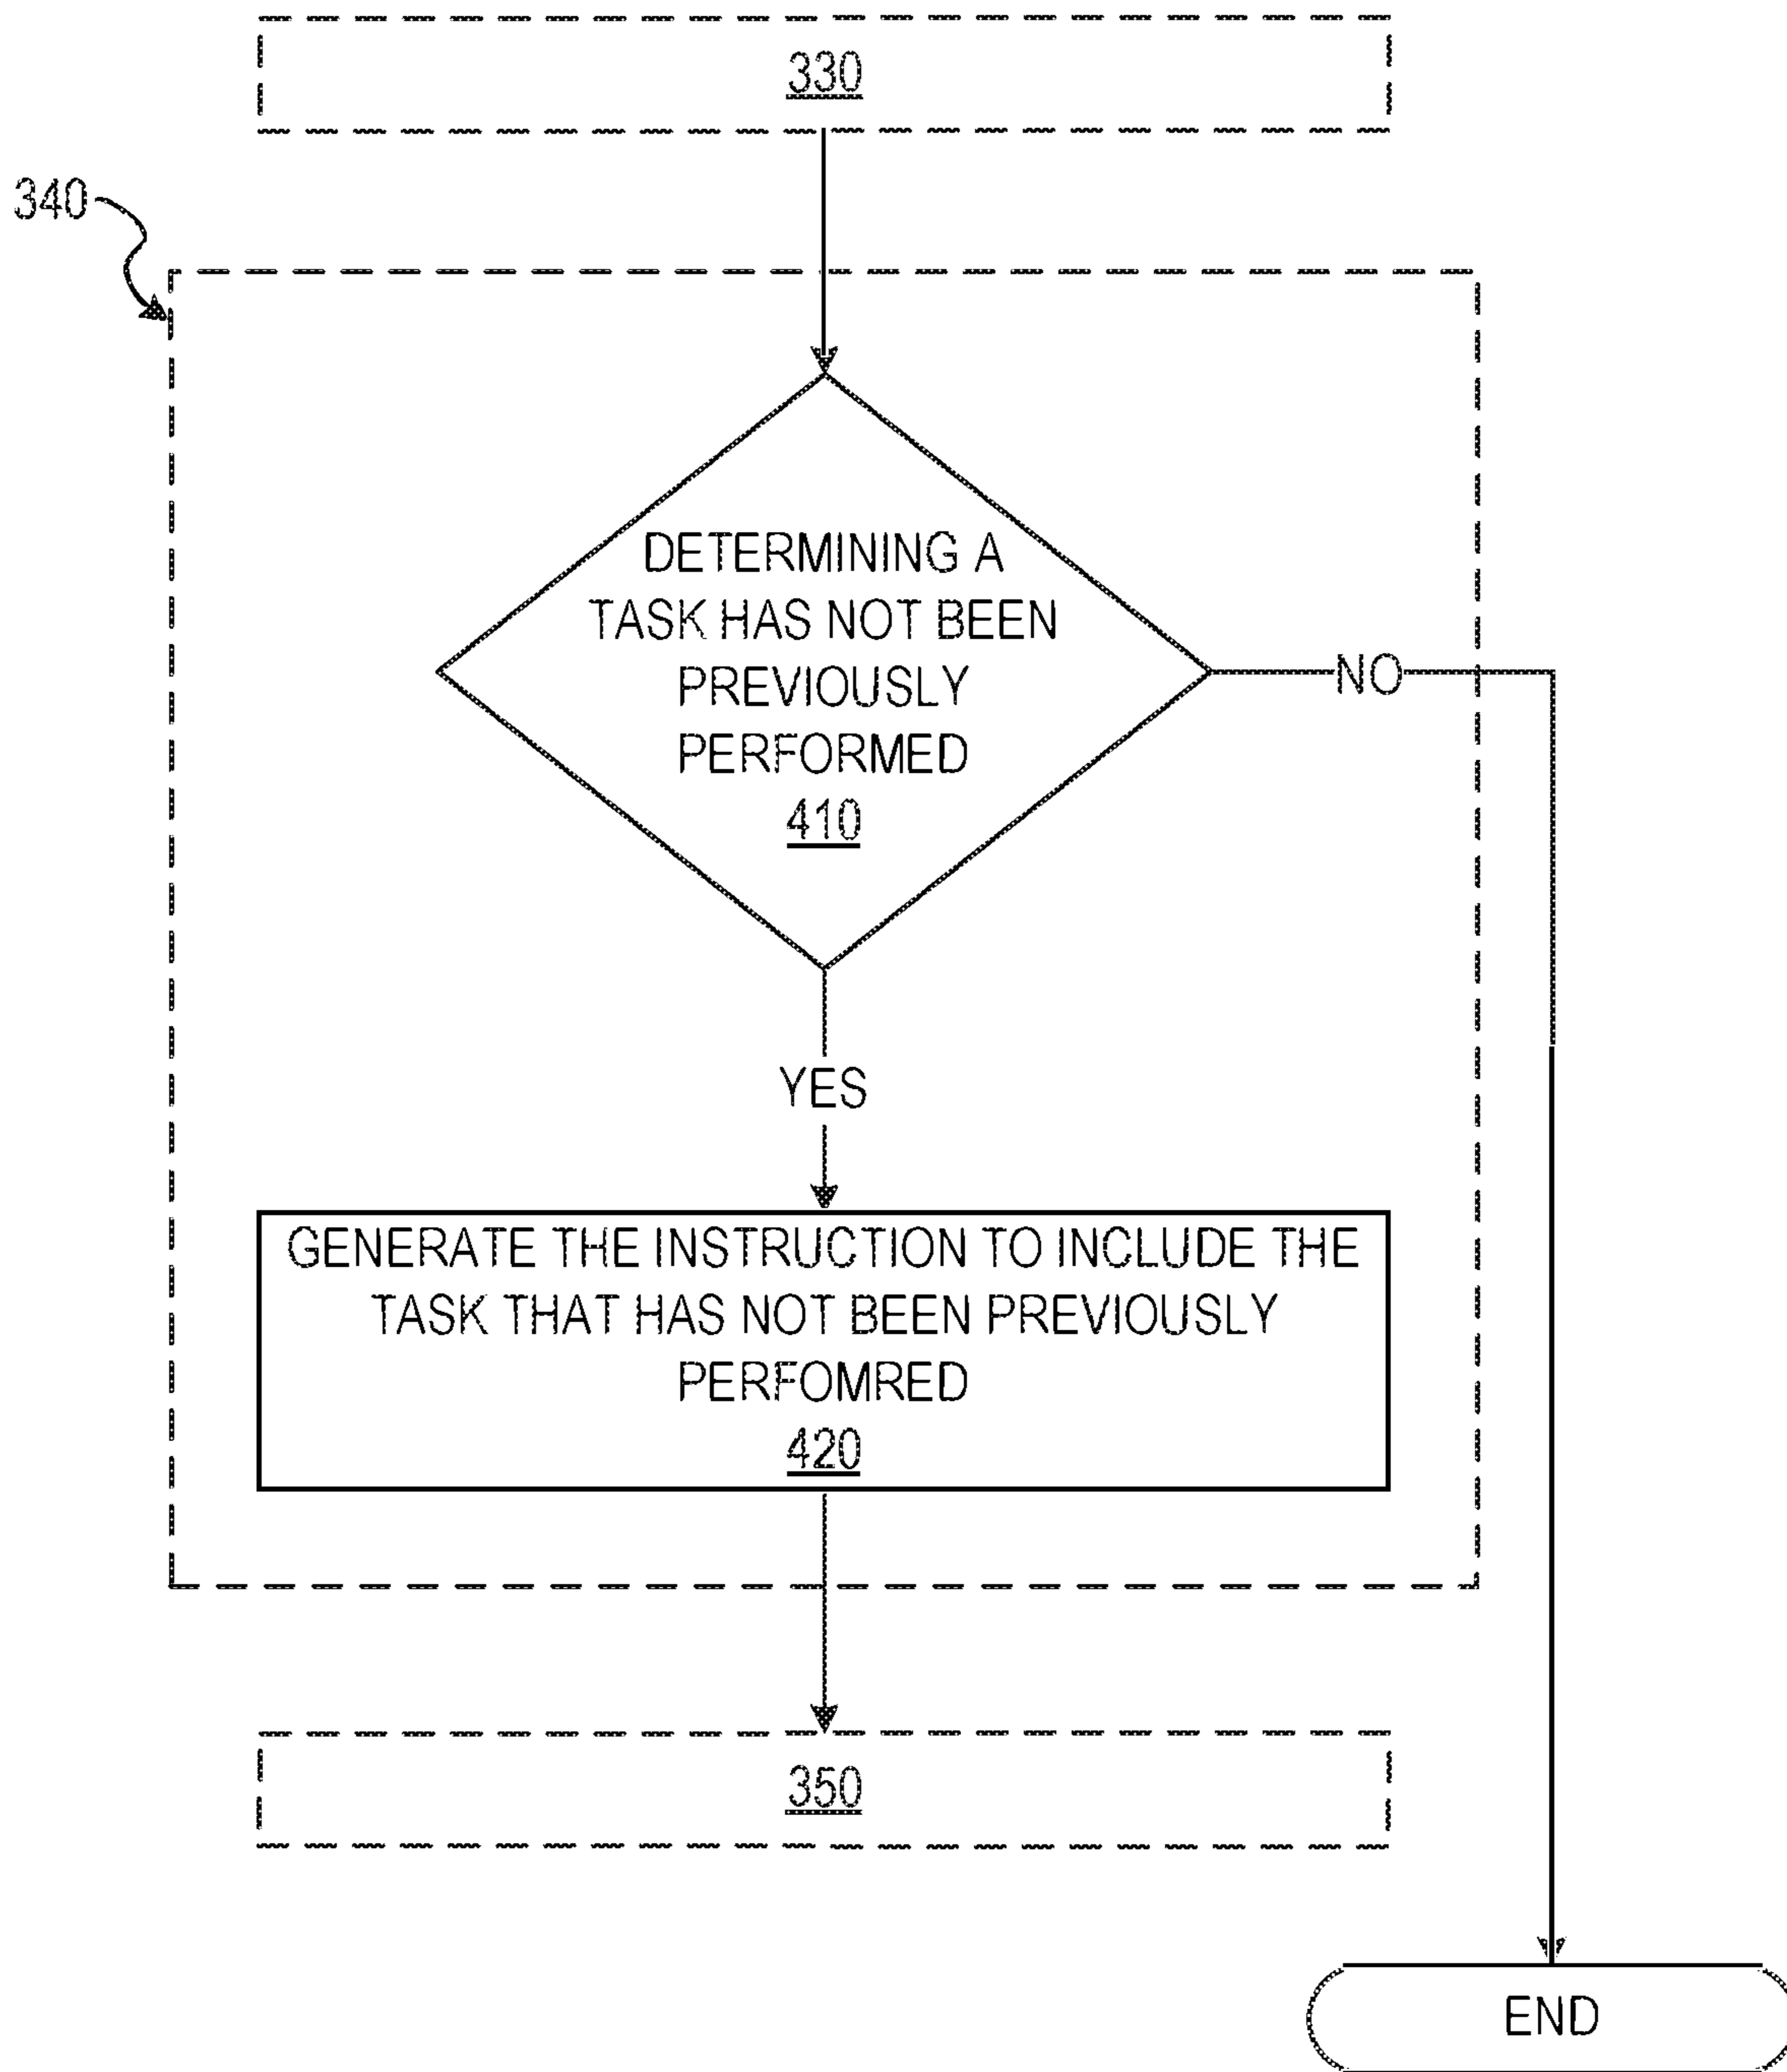 330
340
DETERMINING A
TASK HAS NOT BEEN
PREVIOUSLY
PERFORMED
410
NO
YES
GENERATE THE INSTRUCTION TO INCLUDE THE
TASK THAT HAS NOT BEEN PREVIOUSLY
PERFOMRED
420
350
END